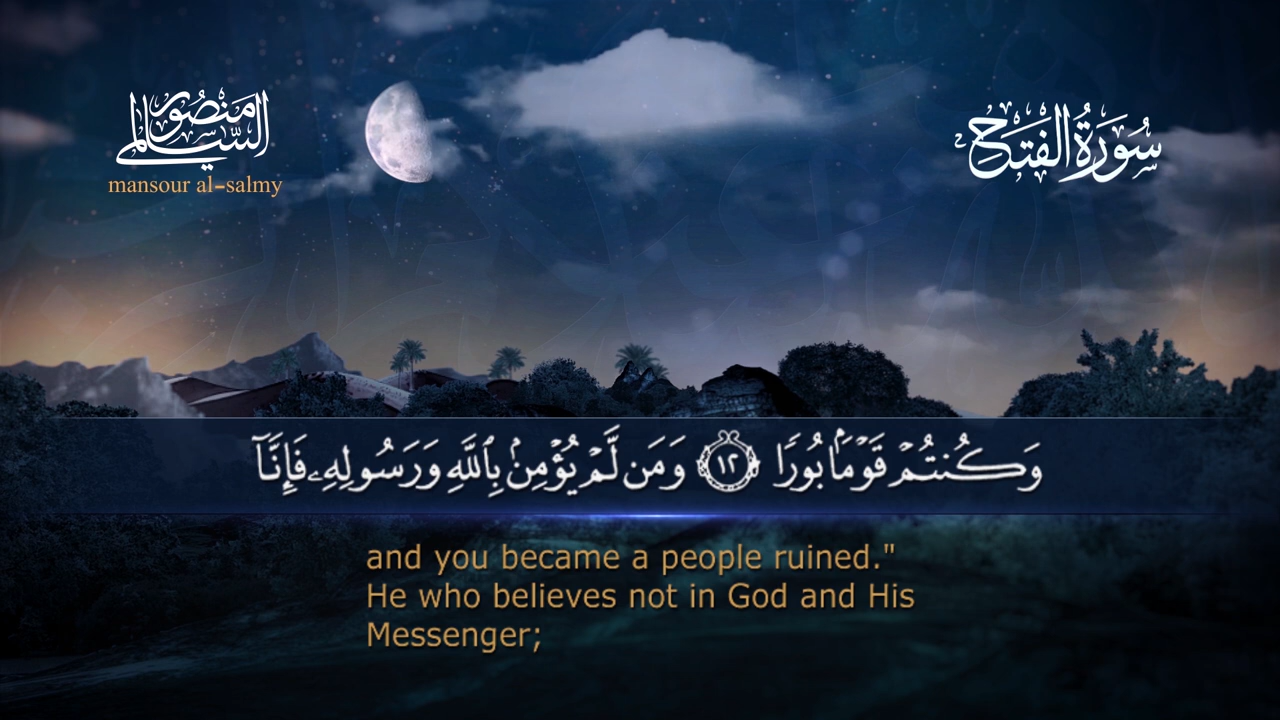 منصور السالمي
mansour al-salmy
سُورَةُ الفَتۡحِ
وَكُنتُمۡ قَوۡمَۢا بُورٗا ١٢ وَمَن لَّمۡ يُؤۡمِنۢ بِٱللَّهِ وَرَسُولِهِۦ فَإِنَّآ
and you became a people ruined."
He who believes not in God and His
Messenger;